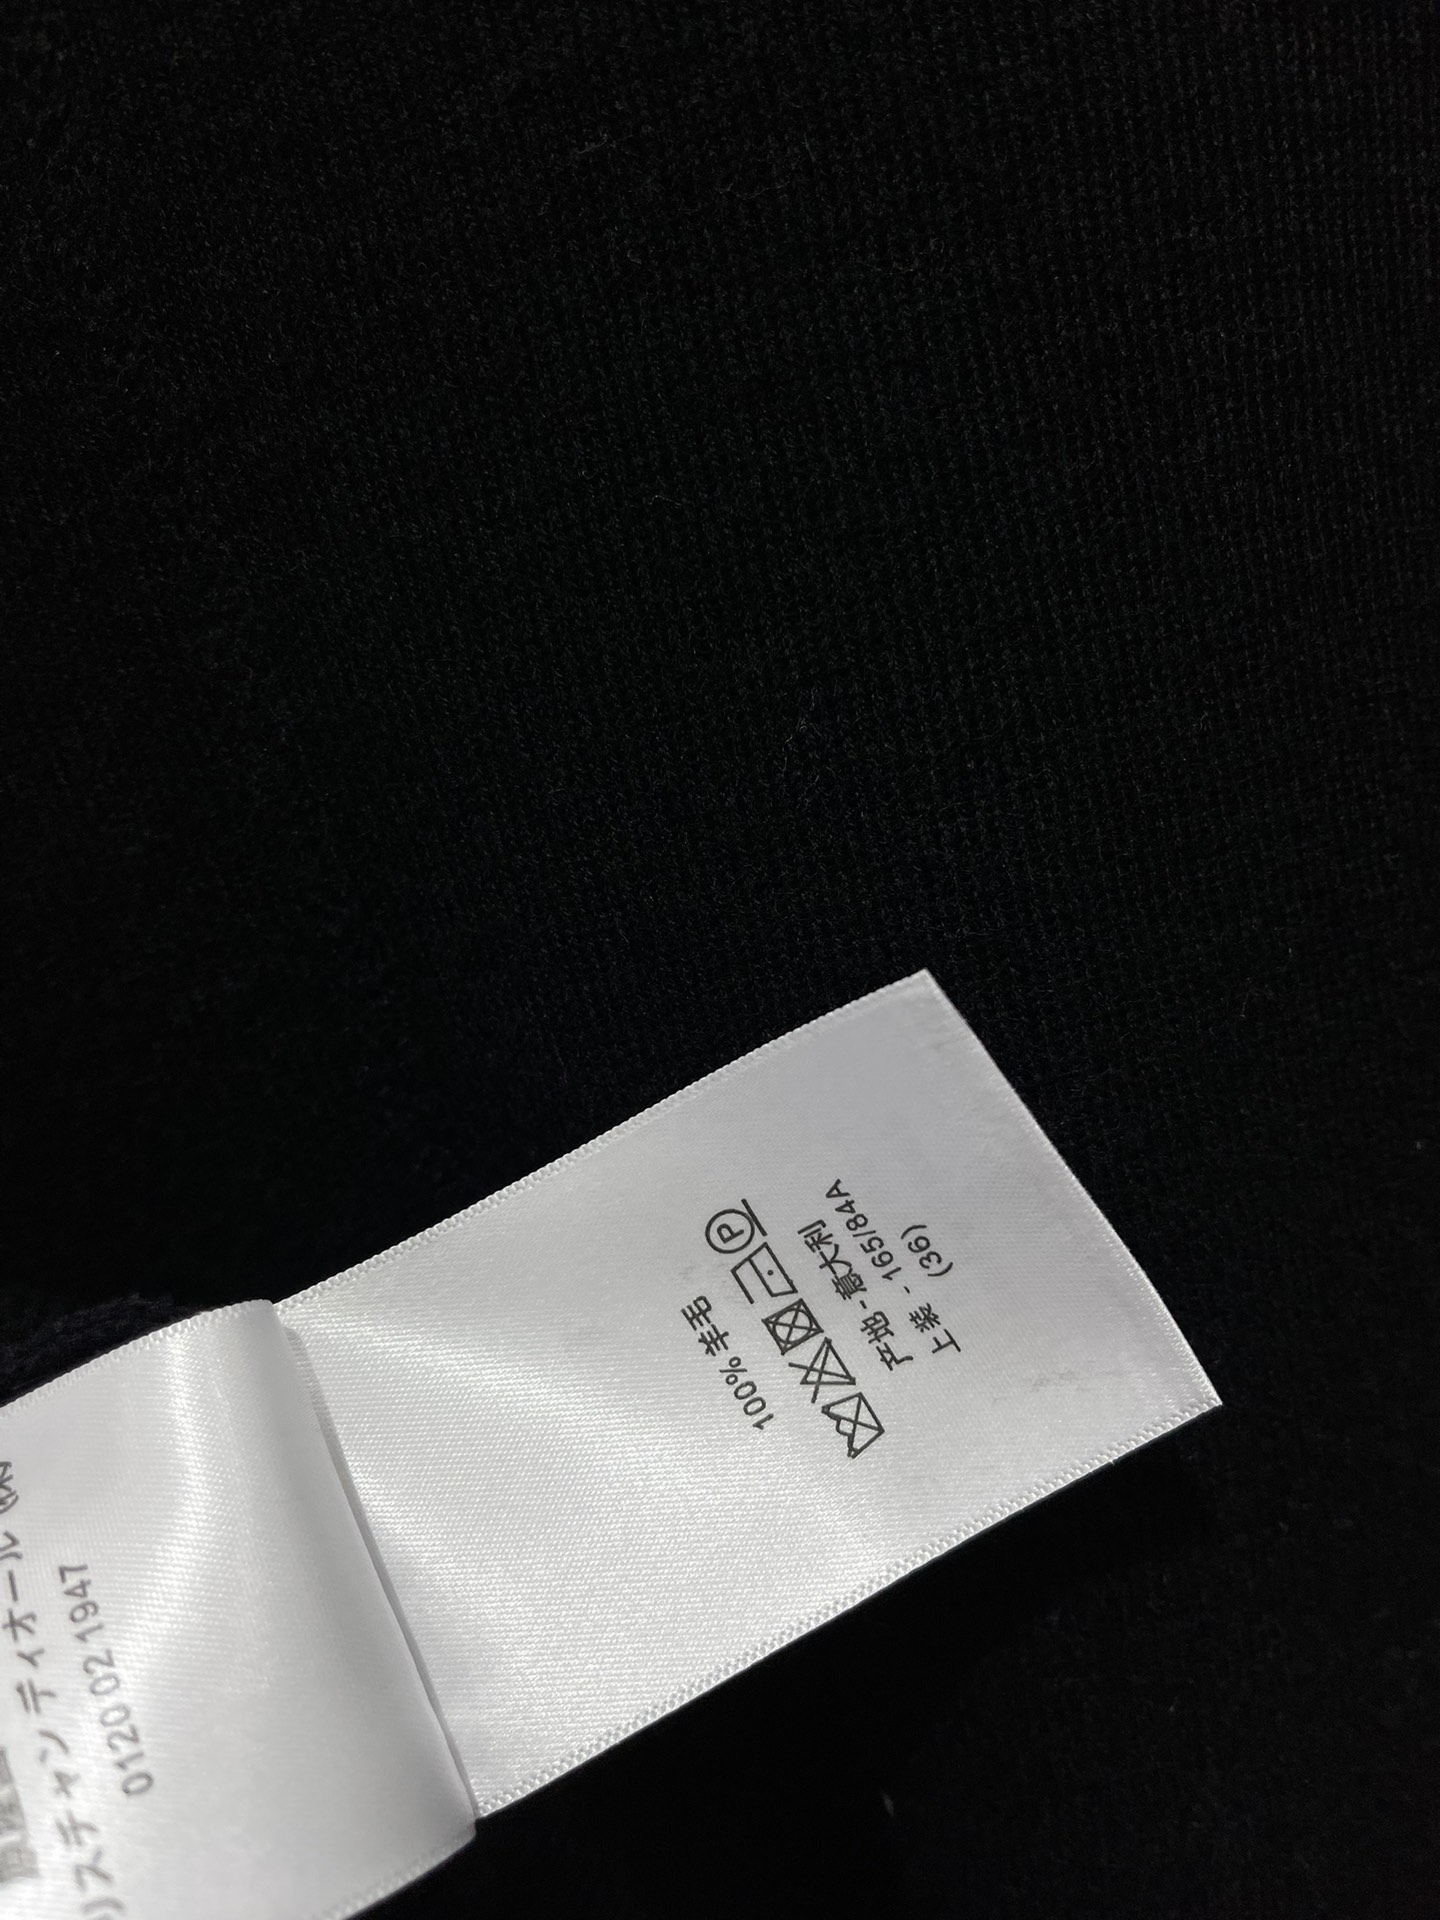 100% 羊毛
P
产地 - 意大利
上装 - 165/84A
(36)
リスチャン ディオール
0120 02 1947